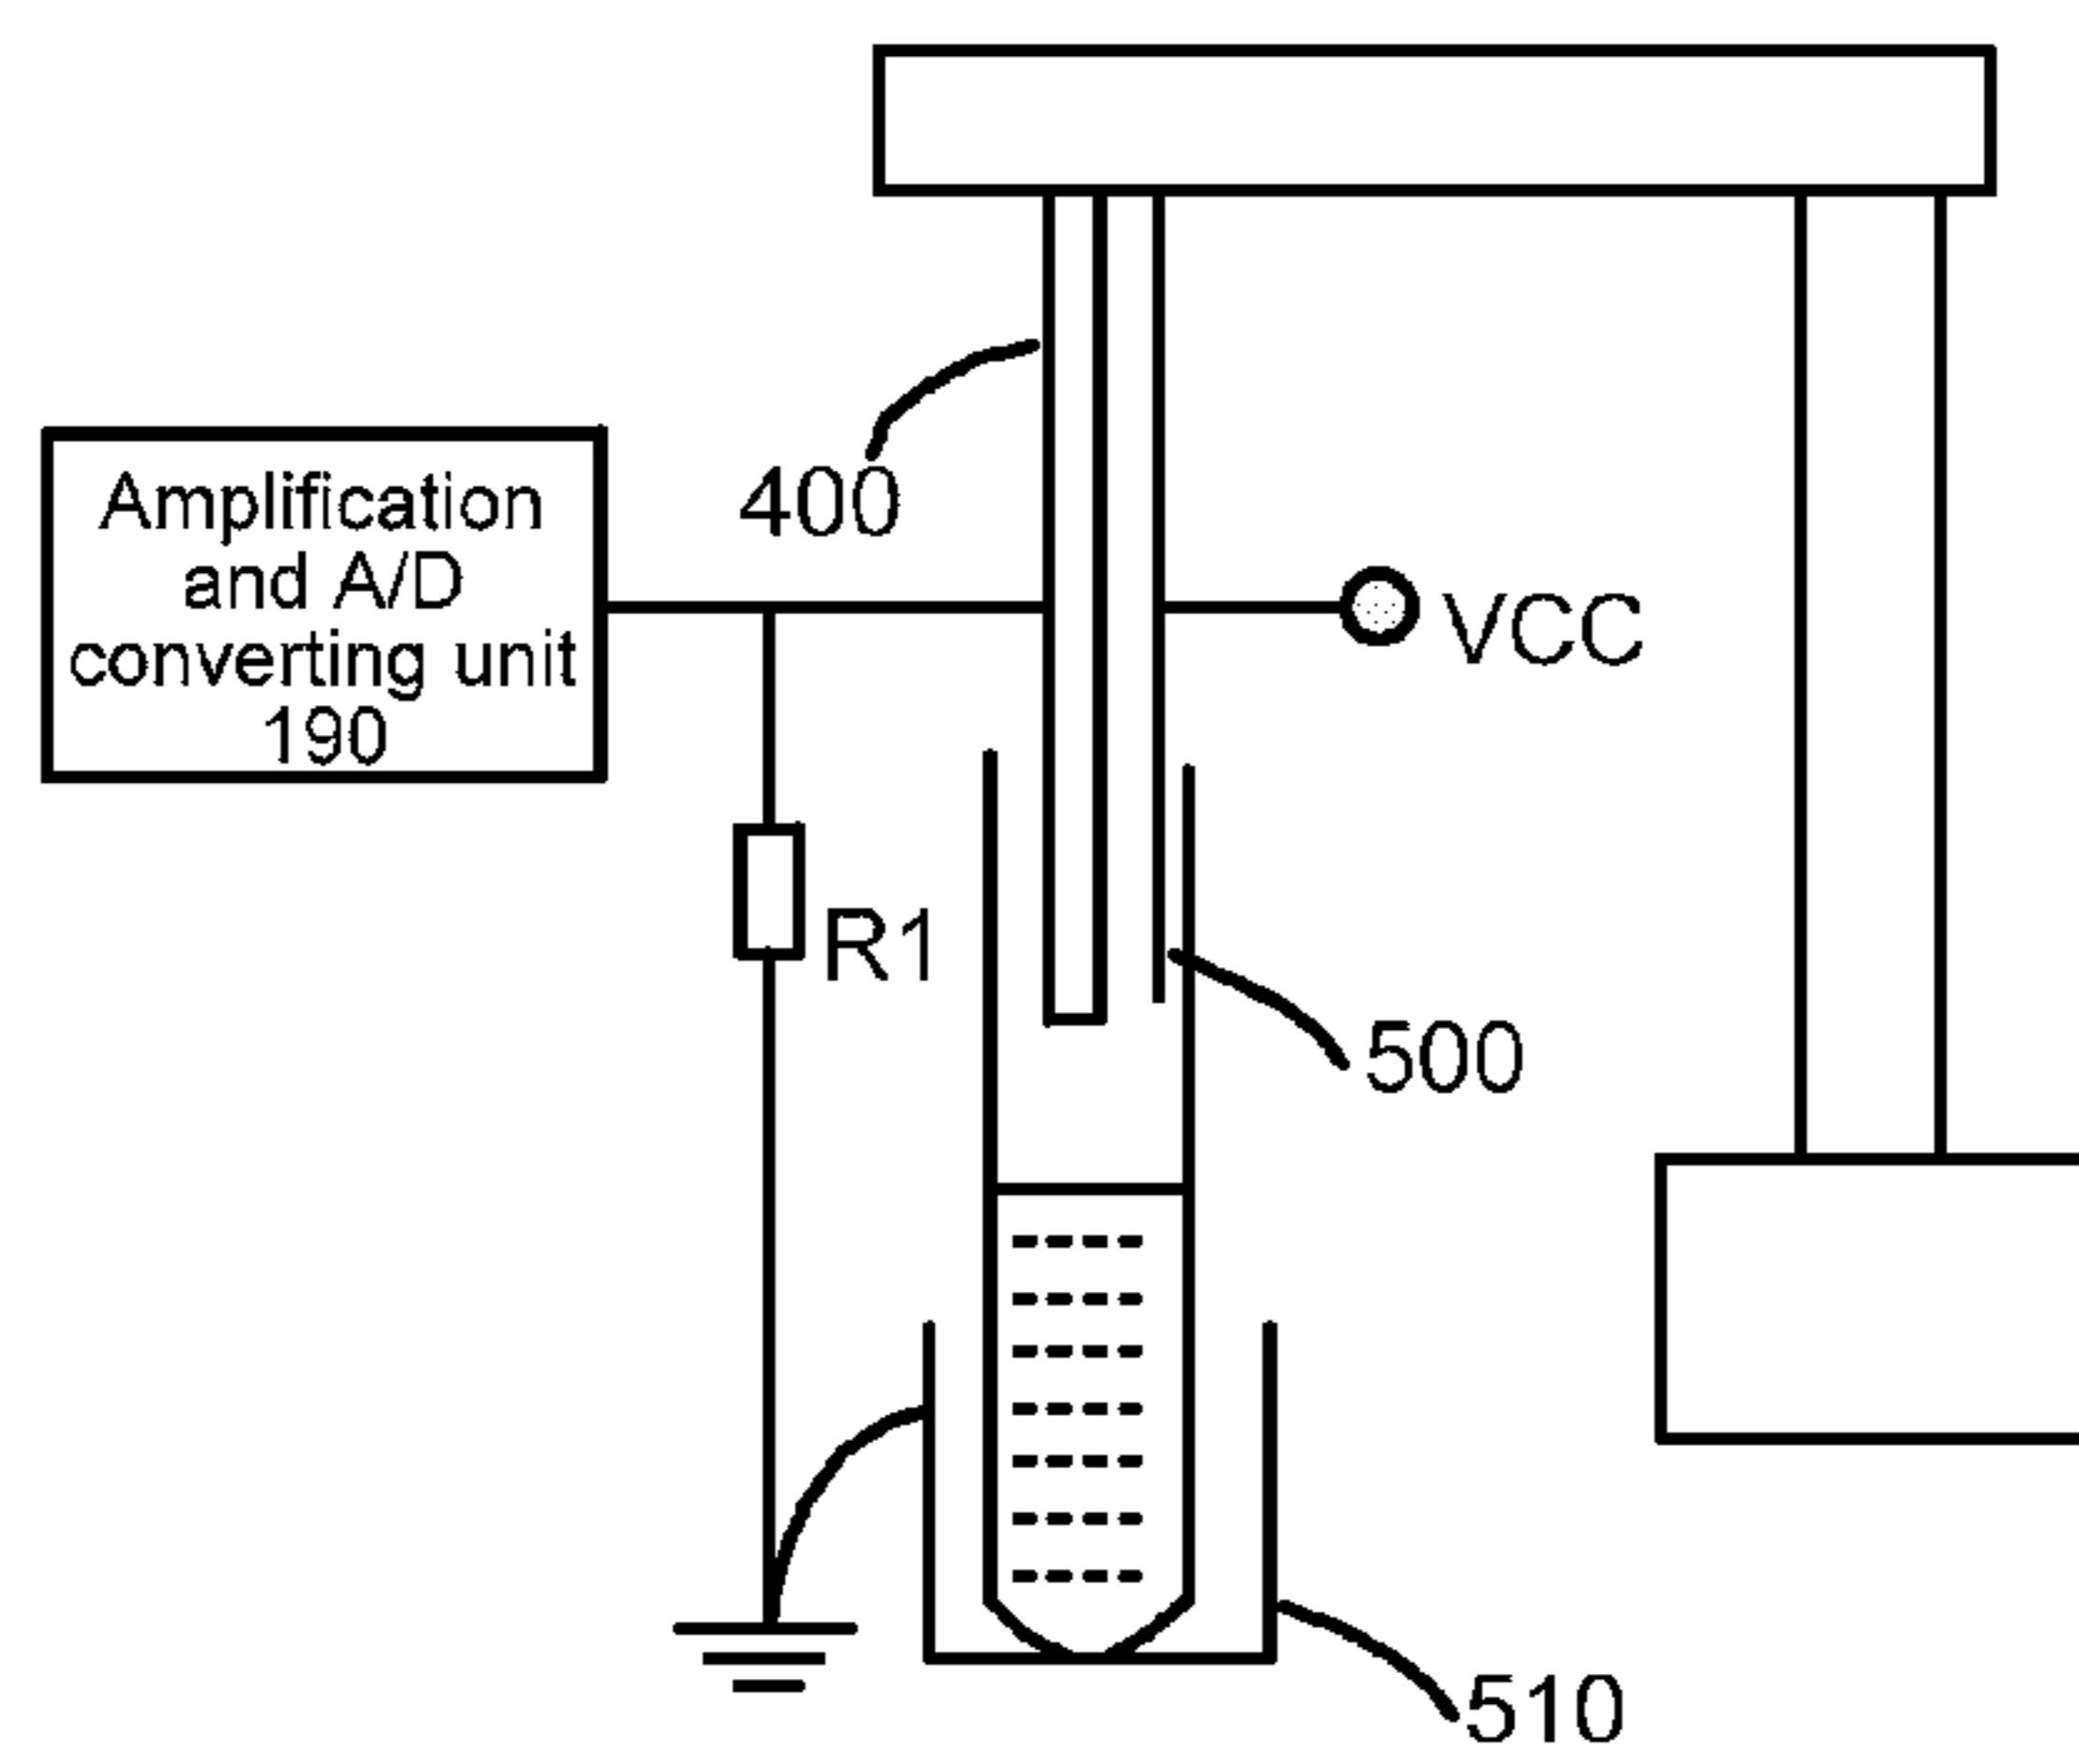 400
Amplification
and A/D
converting unit
190
VCC
R1
500
510